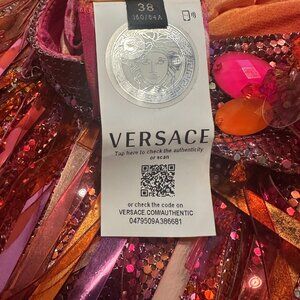 38
160/84A
VERSACE
Tap here to check the authenticity
or scan
or check the code on
VERSACE.COM/AUTHENTIC
0479509A386681